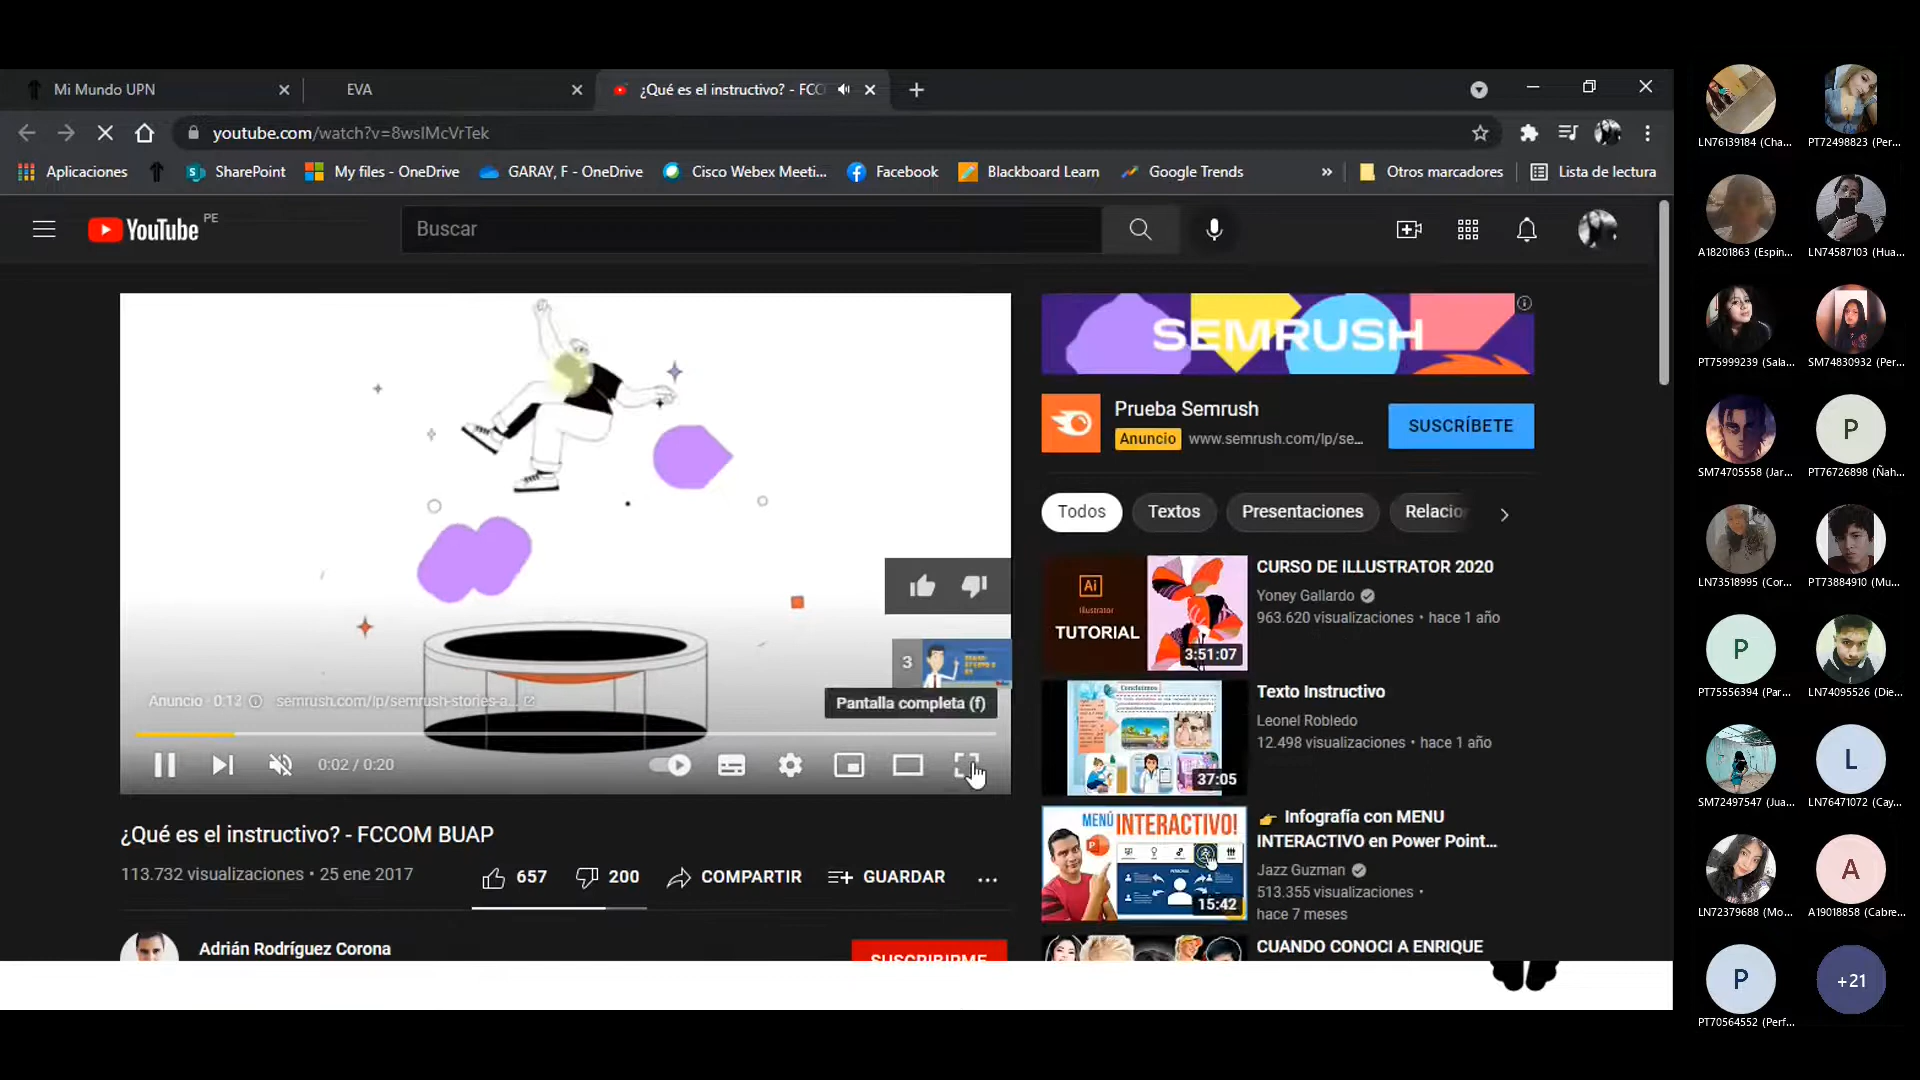 Mi Mundo UPN
EVA
¿Qué es el instructivo? - FCC
youtube.com/watch?v=8wsIMcVrTek
Aplicaciones
SharePoint
My files - OneDrive
GARAY, F - OneDrive
Cisco Webex Meeti...
Facebook
Blackboard Learn
Google Trends
»
Otros marcadores
Lista de lectura
YouTube PE
Buscar
3
Anuncio · 0:18
semrush.com/lp/semrush-stories-a...
Pantalla completa (f)
0:02 / 0:20
¿Qué es el instructivo? - FCCOM BUAP
113.732 visualizaciones • 25 ene 2017
657
200
COMPARTIR
GUARDAR
...
Adrián Rodríguez Corona
SUSCRIBIRME
SEMRUSH
Prueba Semrush
Anuncio www.semrush.com/lp/se...
SUSCRÍBETE
Todos
Textos
Presentaciones
Relacio
Ai
Illustrator
TUTORIAL
3:51:07
CURSO DE ILLUSTRATOR 2020
Yoney Gallardo
963.620 visualizaciones • hace 1 año
37:05
Texto Instructivo
Leonel Robledo
12.498 visualizaciones • hace 1 año
MENÚ
INTERACTIVO!
15:42
👉 Infografía con MENU
INTERACTIVO en Power Point...
Jazz Guzman
513.355 visualizaciones •
hace 7 meses
CUANDO CONOCI A ENRIQUE
LN76139184 (Cha...
PT72498823 (Per...
A18201863 (Espin...
LN74587103 (Hua...
PT75999239 (Sala...
SM74830932 (Per...
P
SM74705558 (Jar...
PT76726898 (Ñah...
LN73518995 (Cor...
PT73884910 (Mu...
P
PT75556394 (Par...
LN74095526 (Die...
L
SM72497547 (Jua...
LN76471072 (Cay...
A
LN72379688 (Mo...
A19018858 (Cabre...
P
+21
PT70564552 (Perf...